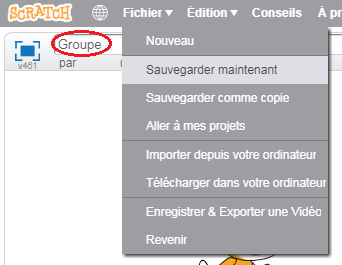 SCRATCH Fichier Édition Conseils À pr
Groupe
par
v461
Nouveau
Sauvegarder maintenant
Sauvegarder comme copie
Aller à mes projets
Importer depuis votre ordinateur
Télécharger dans votre ordinateur
Enregistrer & Exporter une Vidéo
Revenir